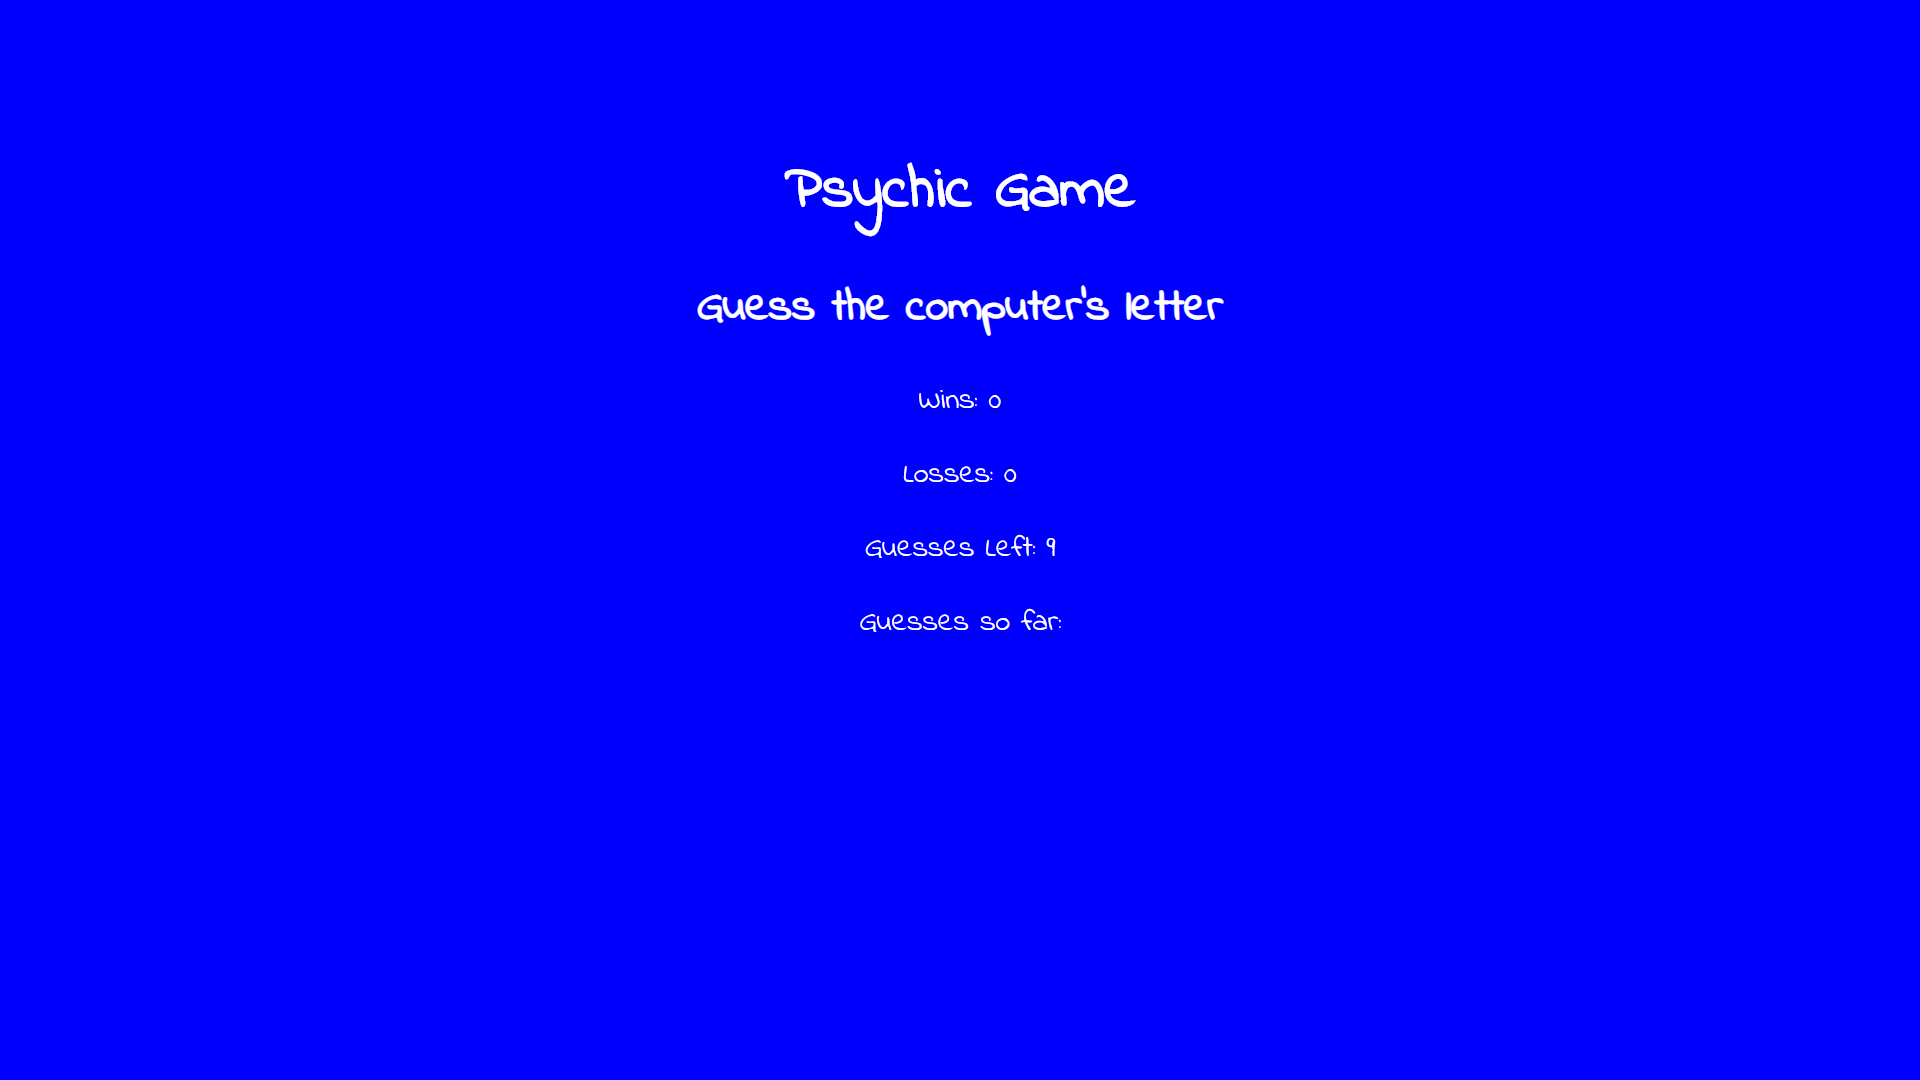 Psychic Game
Guess the computer's letter
Wins: 0
Losses: 0
Guesses Left: 9
Guesses so far: